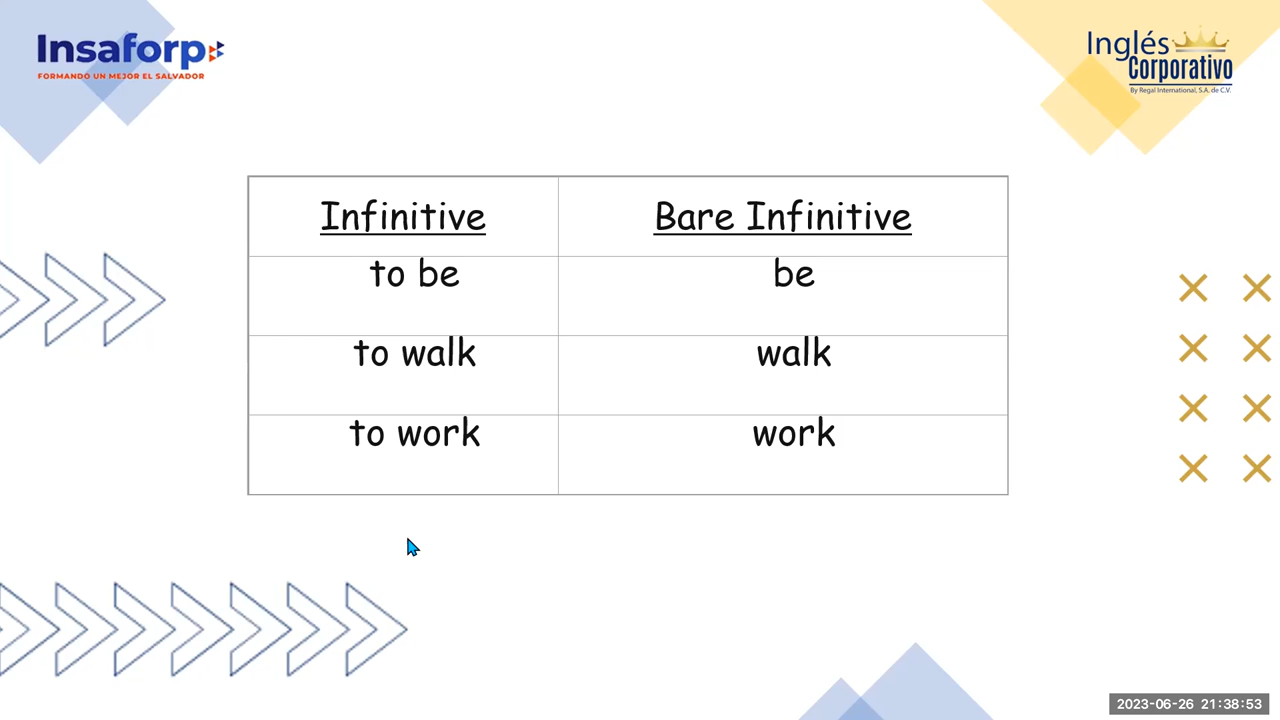 Insaforp
FORMANDO UN MEJOR EL SALVADOR
Inglés
Corporativo
By Regal International, S.A. de C.V.
Infinitive Bare Infinitive
to be be
to walk walk
to work work
2023-06-26 21:38:53